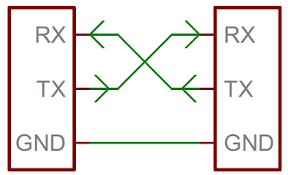 RX RX
TX TX
GND GND